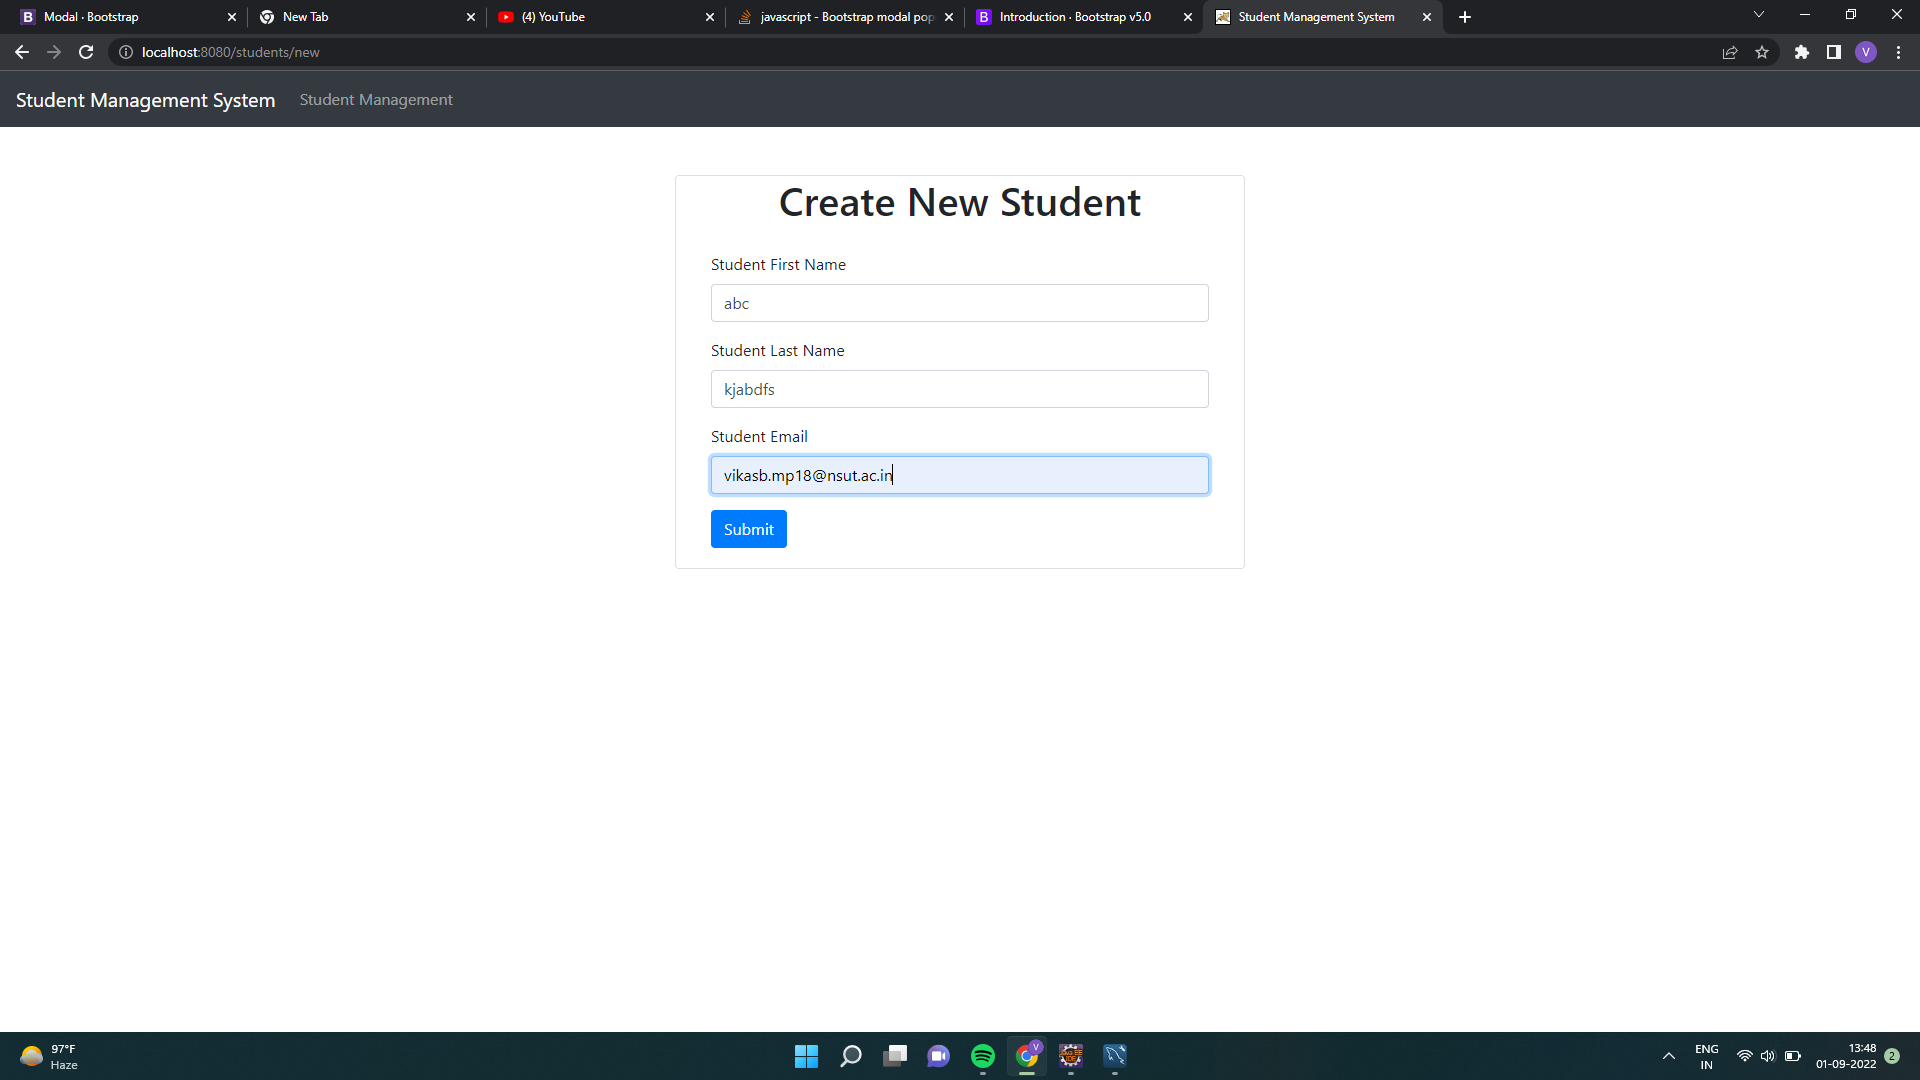 Modal · Bootstrap
New Tab
(4) YouTube
javascript - Bootstrap modal pop
Introduction · Bootstrap v5.0
Student Management System
localhost:8080/students/new
V
Student Management System
Student Management
Create New Student
Student First Name
abc
Student Last Name
kjabdfs
Student Email
vikasb.mp18@nsut.ac.in
Submit
97°F
Haze
V
ENG
IN
13:48
01-09-2022
2